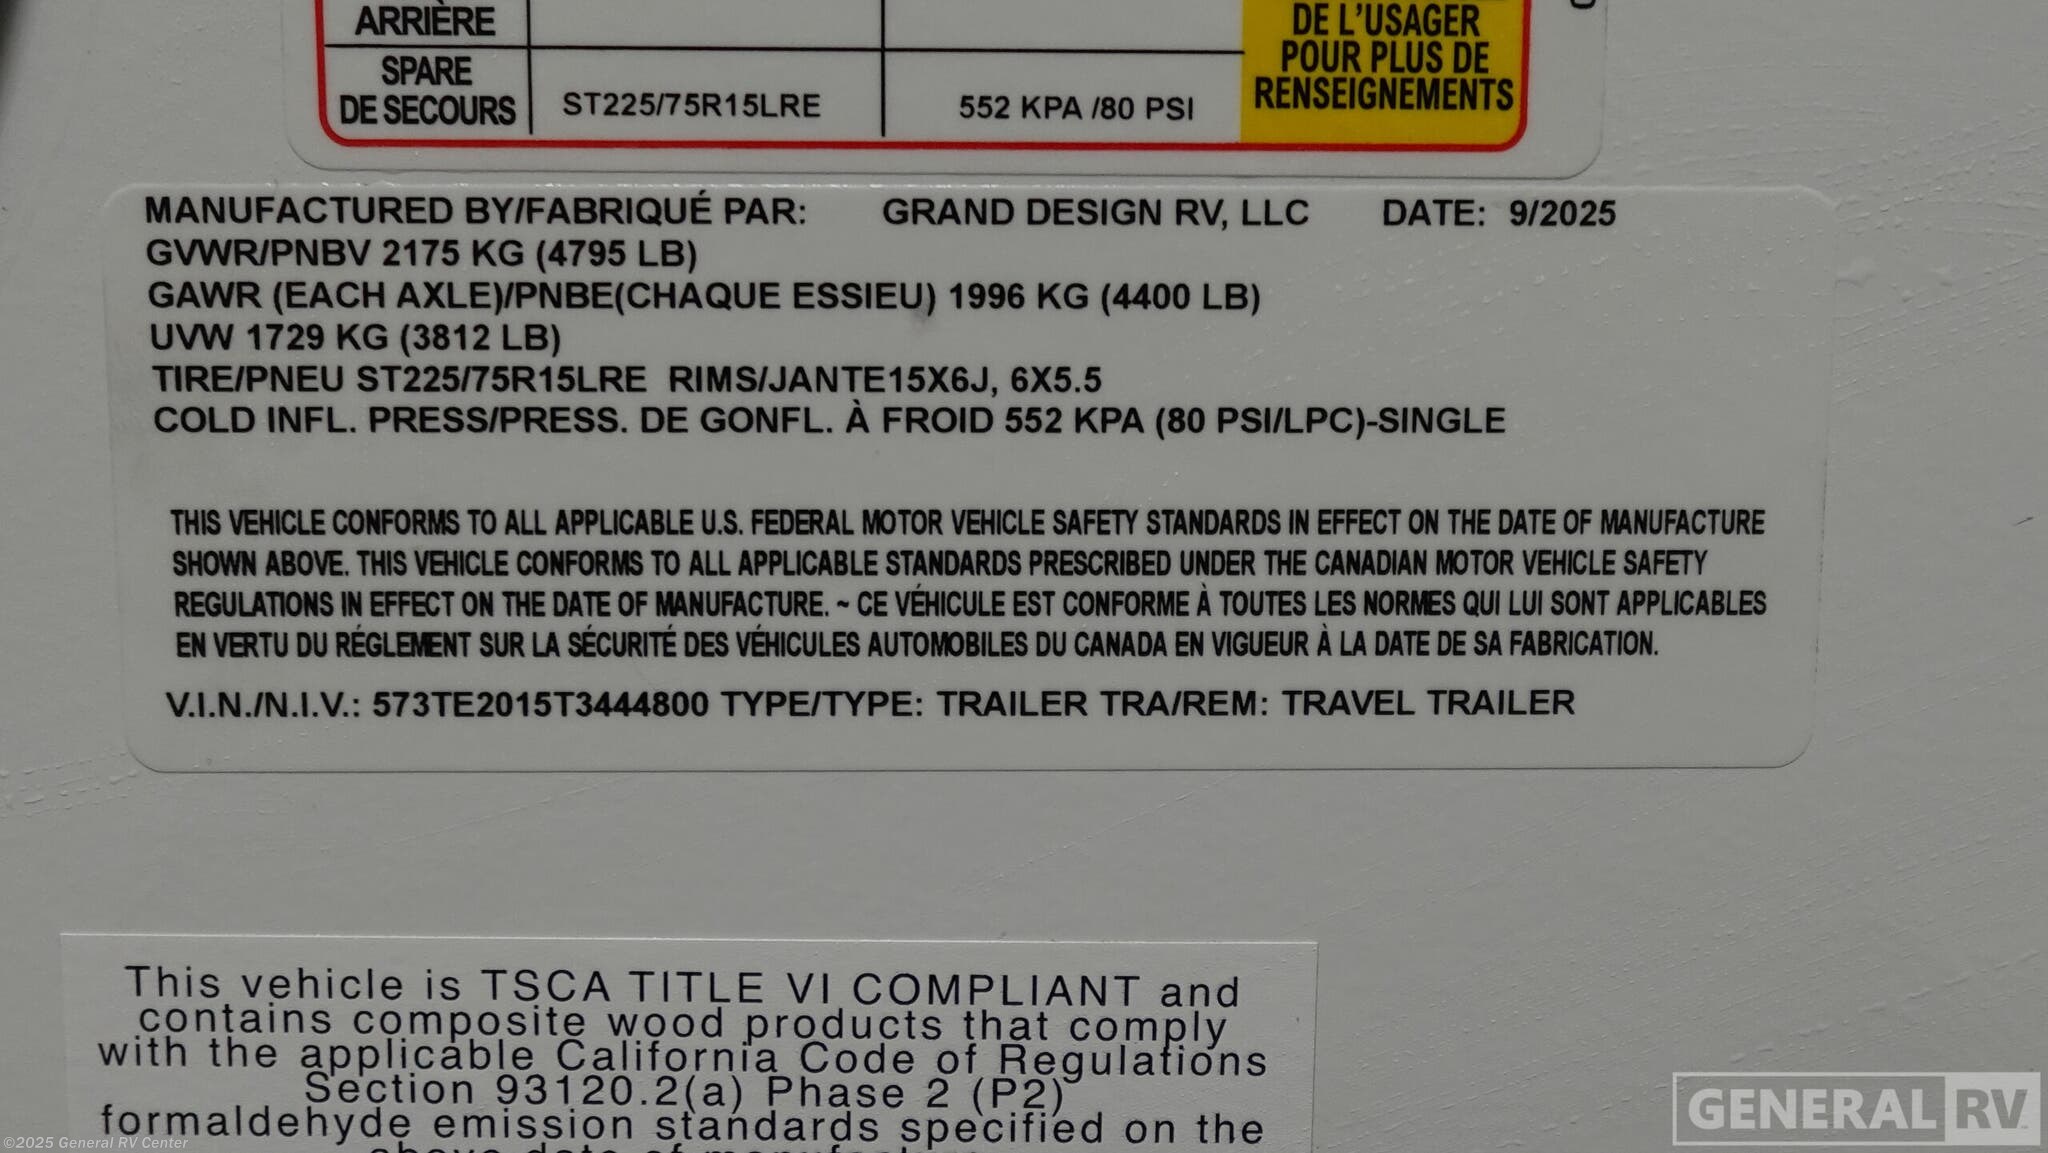 ARRIÈRE
SPARE
DE SECOURS
ST225/75R15LRE
552 KPA /80 PSI
DE L'USAGER
POUR PLUS DE
RENSEIGNEMENTS
MANUFACTURED BY/FABRIQUÉ PAR: GRAND DESIGN RV, LLC DATE: 9/2025
GVWR/PNBV 2175 KG (4795 LB)
GAWR (EACH AXLE)/PNBE(CHAQUE ESSIEU) 1996 KG (4400 LB)
UVW 1729 KG (3812 LB)
TIRE/PNEU ST225/75R15LRE RIMS/JANTE15X6J, 6X5.5
COLD INFL. PRESS/PRESS. DE GONFL. À FROID 552 KPA (80 PSI/LPC)-SINGLE
THIS VEHICLE CONFORMS TO ALL APPLICABLE U.S. FEDERAL MOTOR VEHICLE SAFETY STANDARDS IN EFFECT ON THE DATE OF MANUFACTURE
SHOWN ABOVE. THIS VEHICLE CONFORMS TO ALL APPLICABLE STANDARDS PRESCRIBED UNDER THE CANADIAN MOTOR VEHICLE SAFETY
REGULATIONS IN EFFECT ON THE DATE OF MANUFACTURE. ~ CE VÉHICULE EST CONFORME À TOUTES LES NORMES QUI LUI SONT APPLICABLES
EN VERTU DU RÉGLEMENT SUR LA SÉCURITÉ DES VÉHICULES AUTOMOBILES DU CANADA EN VIGUEUR À LA DATE DE SA FABRICATION.
V.I.N./N.I.V.: 573TE2015T3444800 TYPE/TYPE: TRAILER TRA/REM: TRAVEL TRAILER
This vehicle is TSCA TITLE VI COMPLIANT and
contains composite wood products that comply
with the applicable California Code of Regulations
Section 93120.2(a) Phase 2 (P2)
formaldehyde emission standards specified on the
above date of manufacture
©2025 General RV Center
GENERAL RV